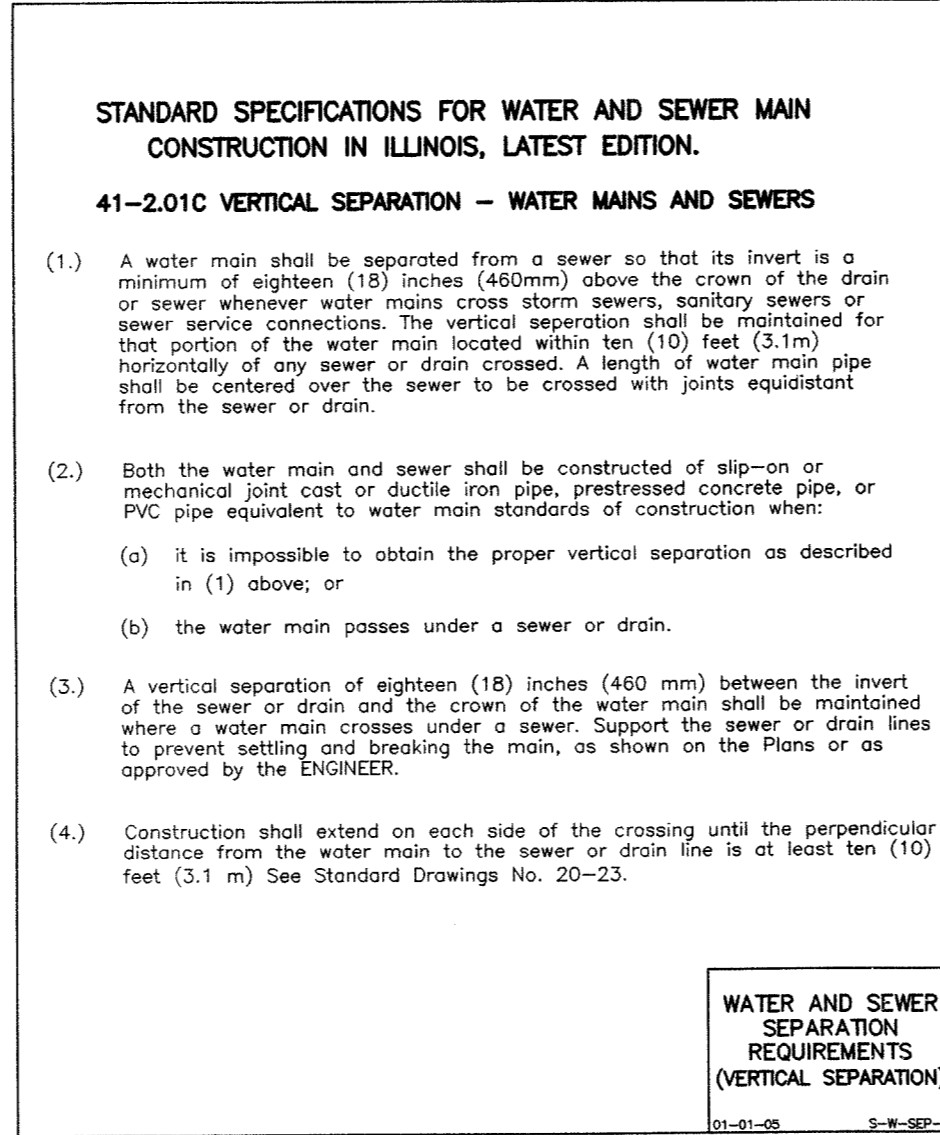 STANDARD SPECIFICATIONS FOR WATER AND SEWER MAIN
CONSTRUCTION IN ILLINOIS, LATEST EDITION.
41-2.01C VERTICAL SEPARATION - WATER MAINS AND SEWERS
(1.) A water main shall be separated from a sewer so that its invert is a
minimum of eighteen (18) inches (460mm) above the crown of the drain
or sewer whenever water mains cross storm sewers, sanitary sewers or
sewer service connections. The vertical seperation shall be maintained for
that portion of the water main located within ten (10) feet (3.1m)
horizontally of any sewer or drain crossed. A length of water main pipe
shall be centered over the sewer to be crossed with joints equidistant
from the sewer or drain.
(2.) Both the water main and sewer shall be constructed of slip-on or
mechanical joint cast or ductile iron pipe, prestressed concrete pipe, or
PVC pipe equivalent to water main standards of construction when:
(a) it is impossible to obtain the proper vertical separation as described
in (1) above; or
(b) the water main passes under a sewer or drain.
(3.) A vertical separation of eighteen (18) inches (460 mm) between the invert
of the sewer or drain and the crown of the water main shall be maintained
where a water main crosses under a sewer. Support the sewer or drain lines
to prevent settling and breaking the main, as shown on the Plans or as
approved by the ENGINEER.
(4.) Construction shall extend on each side of the crossing until the perpendicular
distance from the water main to the sewer or drain line is at least ten (10)
feet (3.1 m) See Standard Drawings No. 20-23.
WATER AND SEWER
SEPARATION
REQUIREMENTS
(VERTICAL SEPARATION)
01-01-05 S-W-SEP-